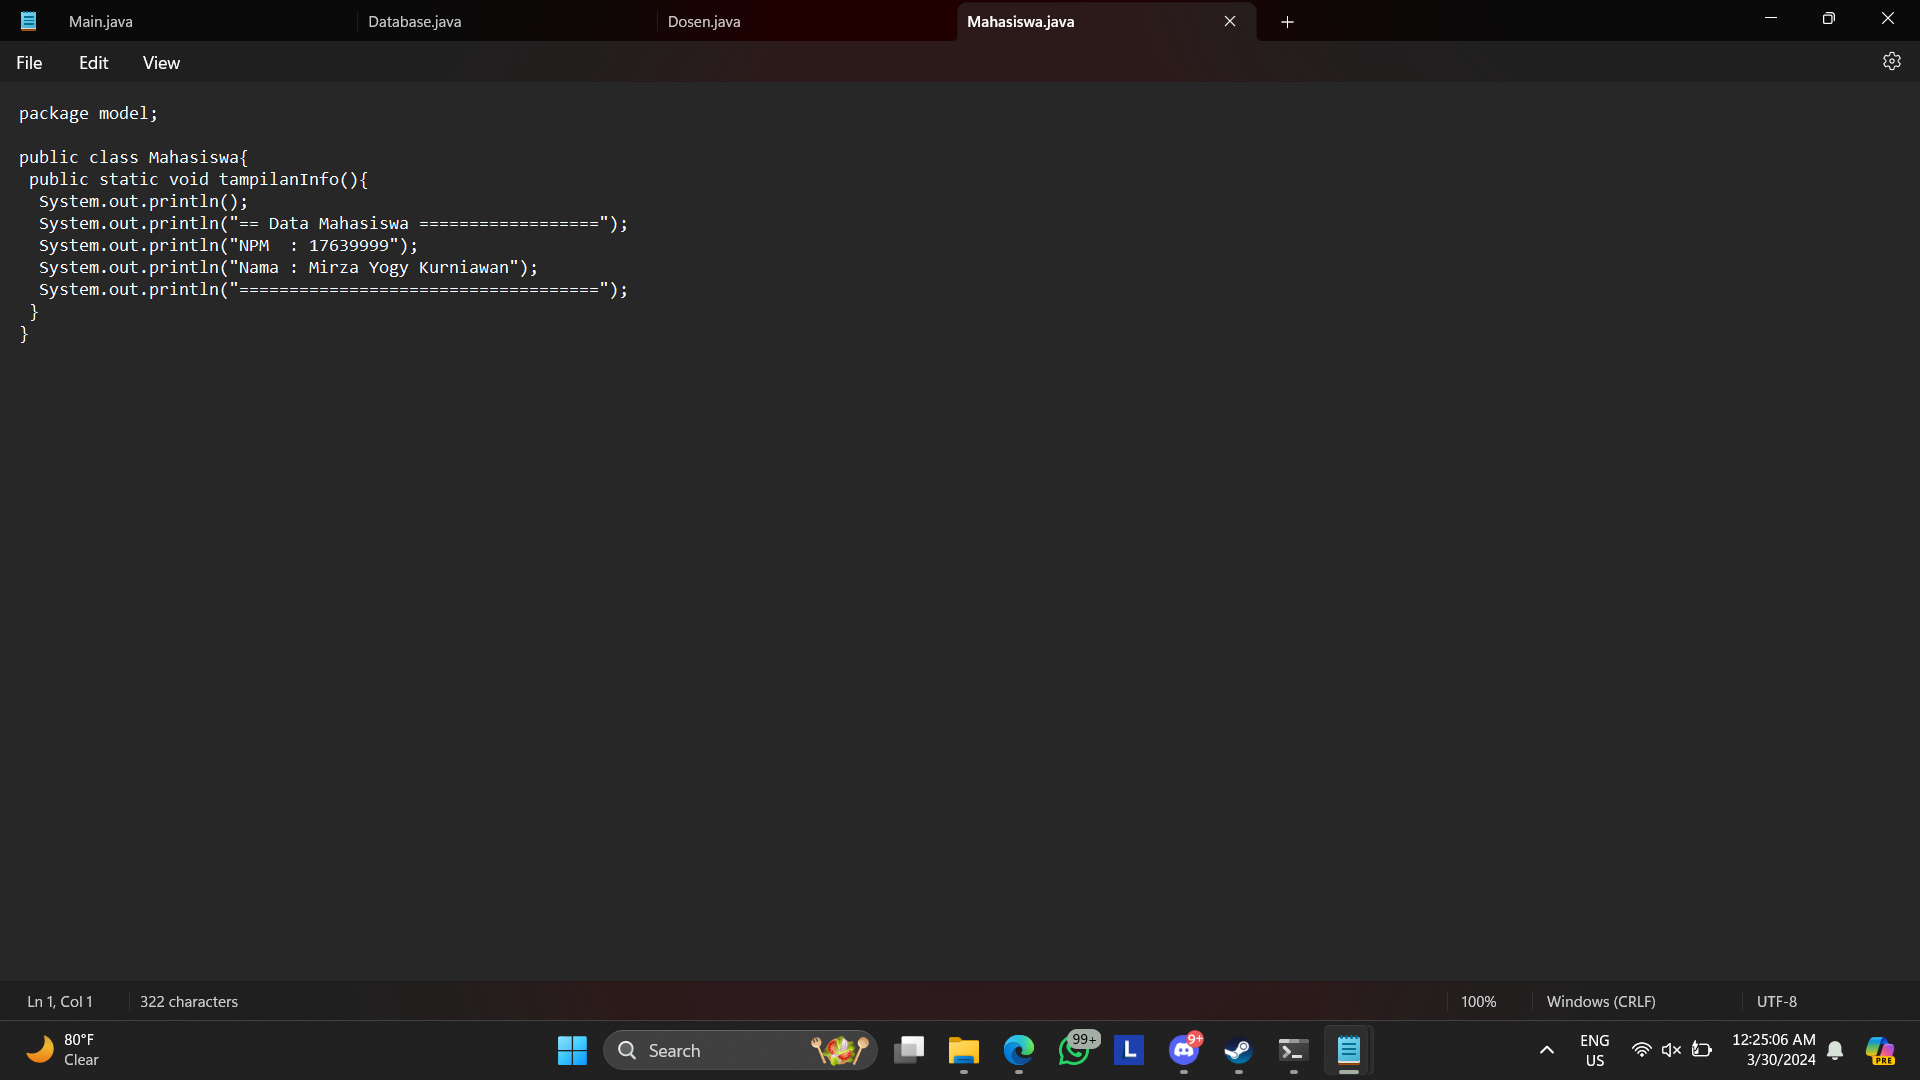 Main.java
Database.java
Dosen.java
Mahasiswa.java
File
Edit
View
package model;
public class Mahasiswa{
 public static void tampilanInfo(){
  System.out.println();
  System.out.println("== Data Mahasiswa ==================");
  System.out.println("NPM  : 17639999");
  System.out.println("Nama : Mirza Yogy Kurniawan");
  System.out.println("====================================");
 }
}
Ln 1, Col 1
322 characters
100%
Windows (CRLF)
UTF-8
80°F
Clear
Search
99+
L
9+
ENG
US
12:25:06 AM
3/30/2024
PRE